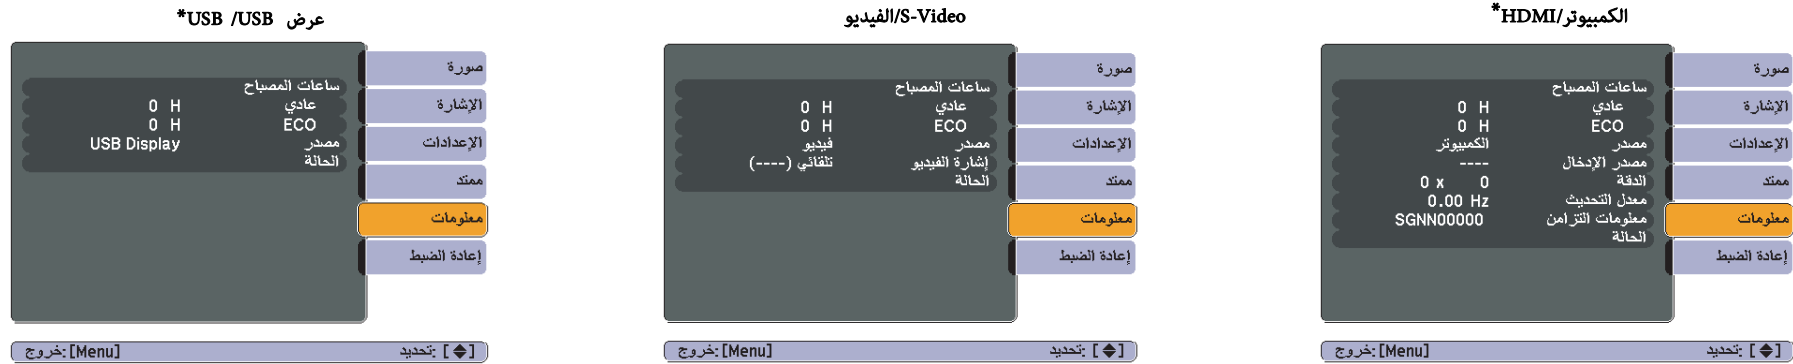 الكمبيوتر/HDMI*
صورة
الإشارة
الإعدادات
ممتد
معلومات
إعادة الضبط
ساعات المصباح
عادي 0 H
ECO 0 H
مصدر الكمبيوتر
مصدر الإدخال ----
الدقة 0 x 0
معدل التحديث 0.00 Hz
معلومات التزامن SGNN00000
الحالة
[♦]: تحديد [Menu]: خروج
S-Video/الفيديو
صورة
الإشارة
الإعدادات
ممتد
معلومات
إعادة الضبط
ساعات المصباح
عادي 0 H
ECO 0 H
مصدر فيديو
إشارة الفيديو تلقائي (----)
الحالة
[♦]: تحديد [Menu]: خروج
عرض USB /USB*
صورة
الإشارة
الإعدادات
ممتد
معلومات
إعادة الضبط
ساعات المصباح
عادي 0 H
ECO 0 H
مصدر USB Display
الحالة
[♦]: تحديد [Menu]: خروج